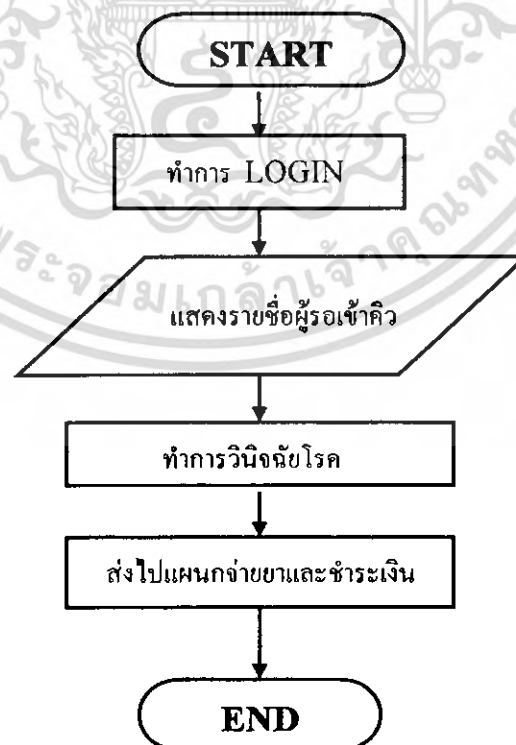 START
ทำการ LOGIN
แสดงรายชื่อผู้รอเข้าคิว
ทำการวินิจฉัยโรค
ส่งไปแผนกจ่ายยาและชำระเงิน
END